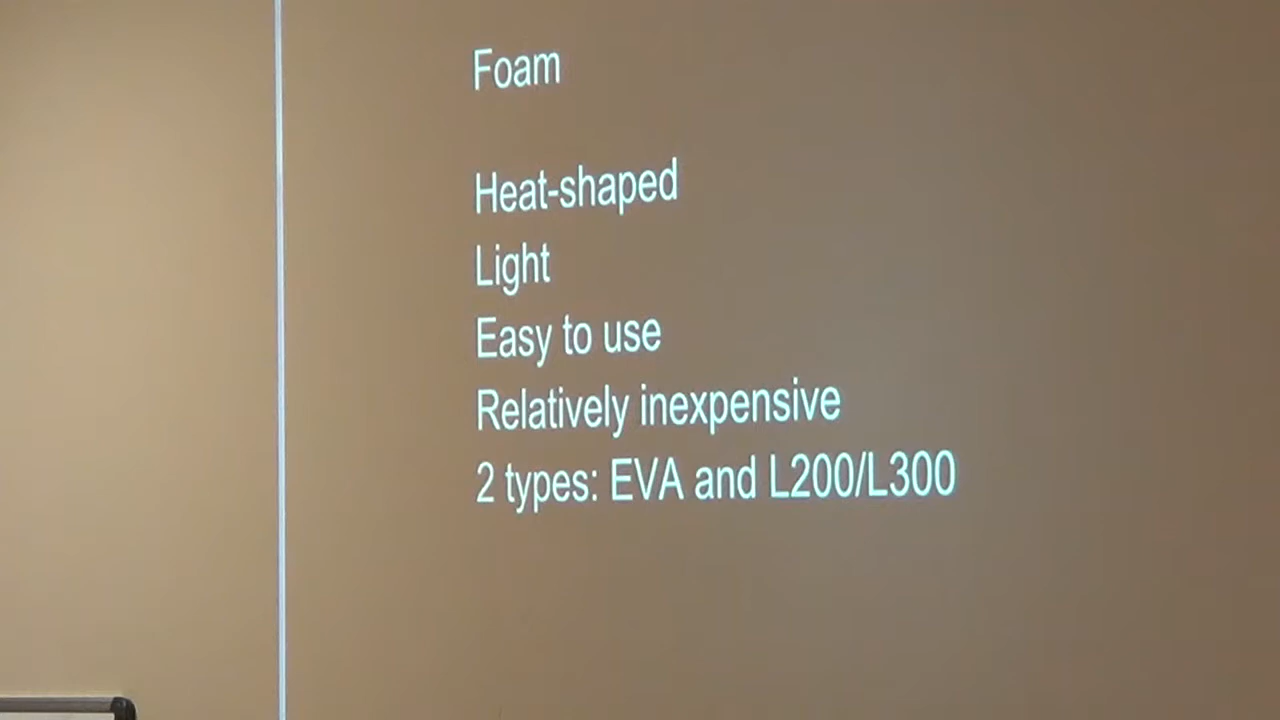 Foam
Heat-shaped
Light
Easy to use
Relatively inexpensive
2 types: EVA and L200/L300